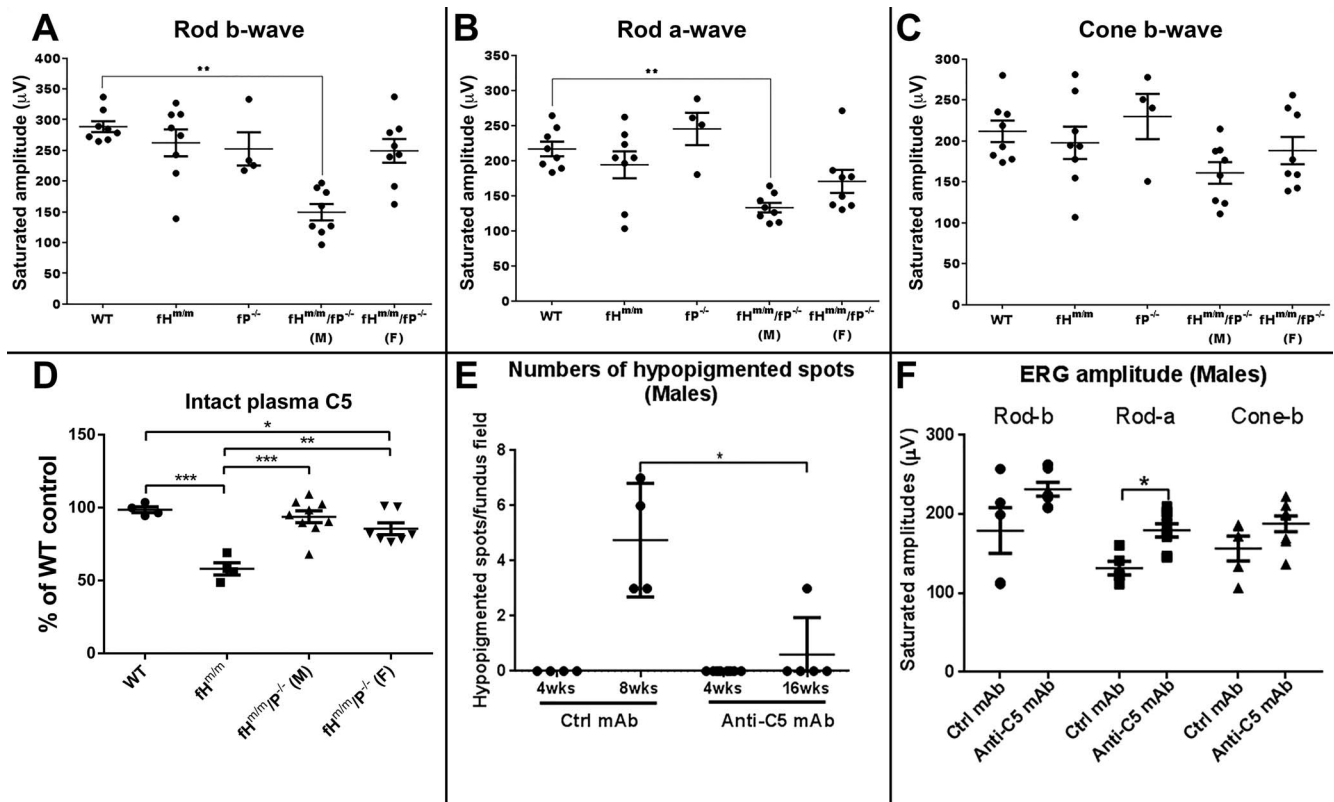 A
Rod b-wave
Saturated amplitude (μV)
400
350
300
250
200
150
100
50
0
**
WT
fH^m/m
fP^-/-
fH^m/m/fP^-/- (M)
fH^m/m/fP^-/- (F)
B
Rod a-wave
Saturated amplitude (μV)
350
300
250
200
150
100
50
0
**
WT
fH^m/m
fP^-/-
fH^m/m/fP^-/- (M)
fH^m/m/fP^-/- (F)
C
Cone b-wave
Saturated amplitude (μV)
300
250
200
150
100
50
0
WT
fH^m/m
fP^-/-
fH^m/m/fP^-/- (M)
fH^m/m/fP^-/- (F)
D
Intact plasma C5
% of WT control
150
100
50
0
*
**
***
***
WT
fH^m/m
fH^m/m/P^-/- (M)
fH^m/m/P^-/- (F)
E
Numbers of hypopigmented spots
(Males)
Hypopigmented spots/fundus field
8
6
4
2
0
*
4wks
8wks
4wks
16wks
Ctrl mAb
Anti-C5 mAb
F
ERG amplitude (Males)
Rod-b
Rod-a
Cone-b
Saturated amplitudes (μV)
300
200
100
0
*
Ctrl mAb
Anti-C5 mAb
Ctrl mAb
Anti-C5 mAb
Ctrl mAb
Anti-C5 mAb